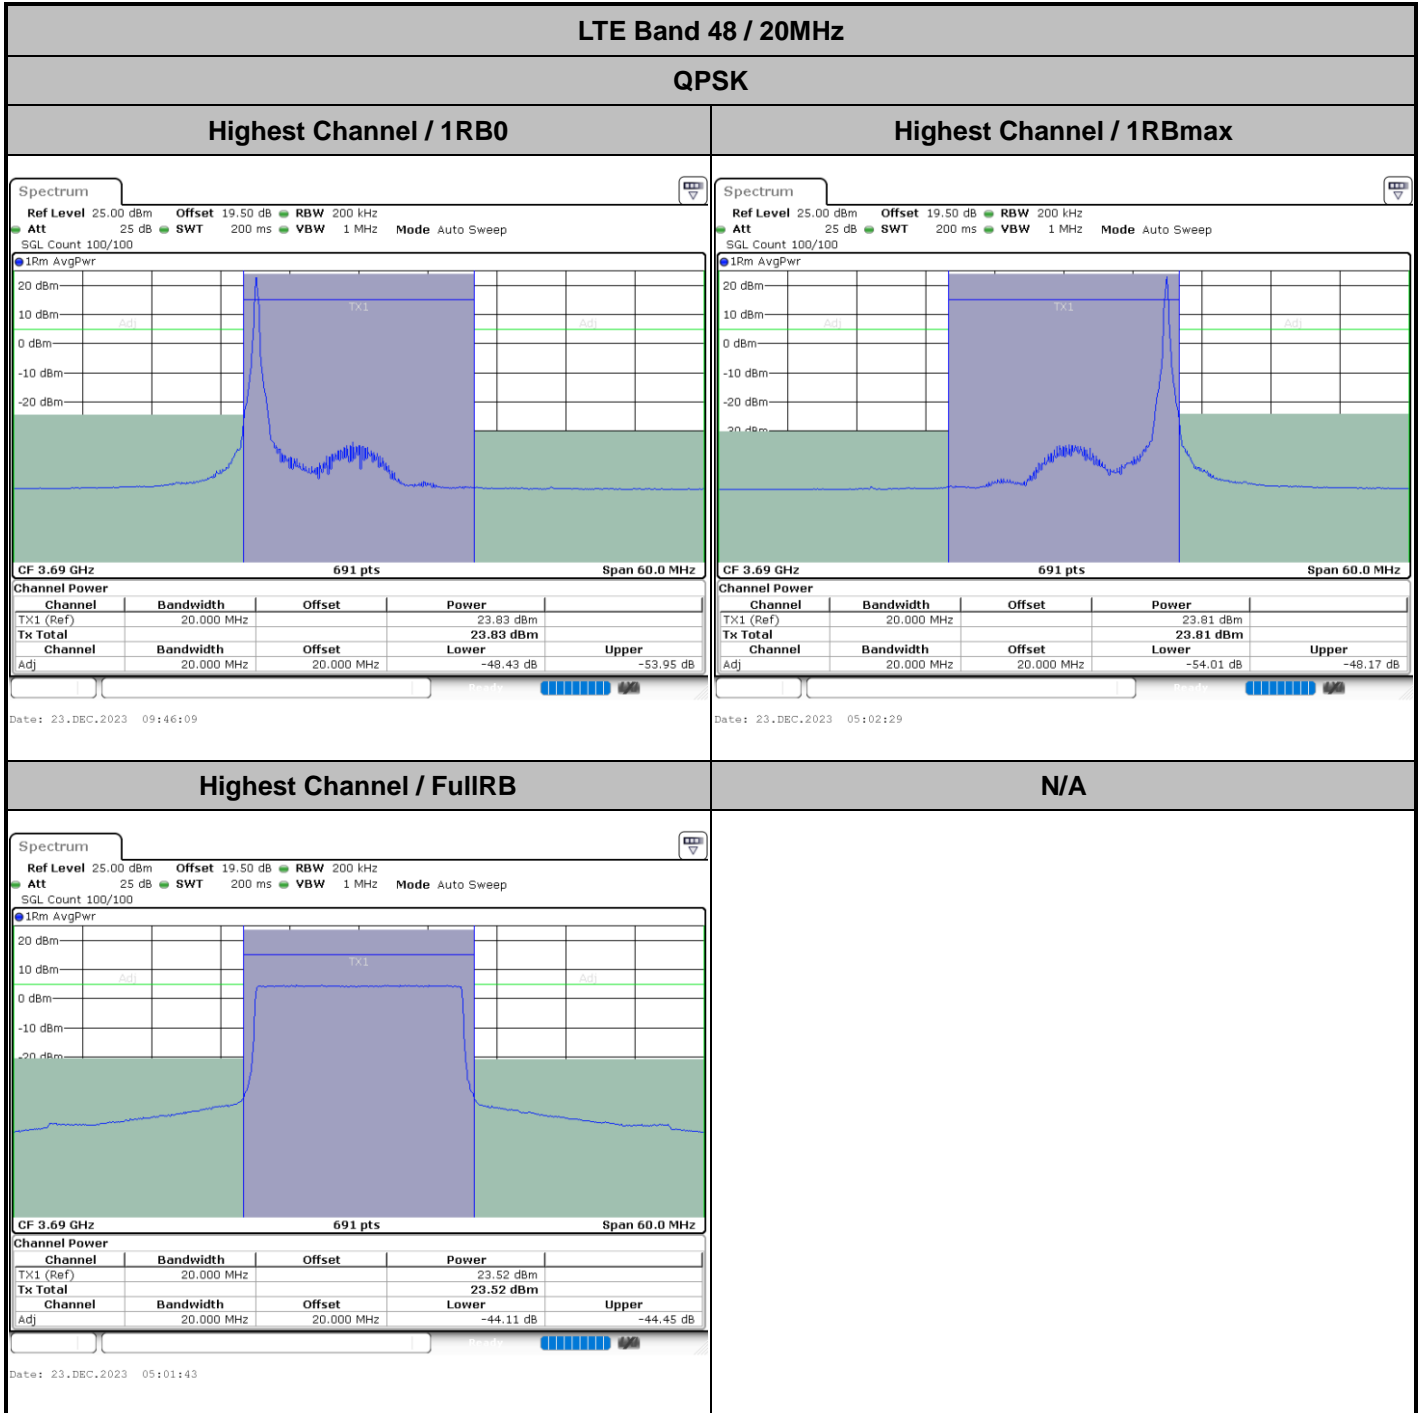 LTE Band 48 / 20MHz
QPSK
Highest Channel / 1RB0
Highest Channel / 1RBmax
Spectrum
Ref Level 25.00 dBm Offset 19.50 dB RBW 200 kHz
Att 25 dB SWT 200 ms VBW 1 MHz Mode Auto Sweep
SGL Count 100/100
1Rm AvgPwr
20 dBm
10 dBm
0 dBm
-10 dBm
-20 dBm
Adj
TX1
Adj
CF 3.69 GHz 691 pts Span 60.0 MHz
Channel Power
Channel Bandwidth Offset Power
TX1 (Ref) 20.000 MHz 23.83 dBm
Tx Total 23.83 dBm
Channel Bandwidth Offset Lower Upper
Adj 20.000 MHz 20.000 MHz -48.43 dB -53.95 dB
Ready
Date: 23.DEC.2023 09:46:09
Spectrum
Ref Level 25.00 dBm Offset 19.50 dB RBW 200 kHz
Att 25 dB SWT 200 ms VBW 1 MHz Mode Auto Sweep
SGL Count 100/100
1Rm AvgPwr
20 dBm
10 dBm
0 dBm
-10 dBm
-20 dBm
Adj
TX1
Adj
CF 3.69 GHz 691 pts Span 60.0 MHz
Channel Power
Channel Bandwidth Offset Power
TX1 (Ref) 20.000 MHz 23.81 dBm
Tx Total 23.81 dBm
Channel Bandwidth Offset Lower Upper
Adj 20.000 MHz 20.000 MHz -54.01 dB -48.17 dB
Ready
Date: 23.DEC.2023 05:02:29
Highest Channel / FullRB
N/A
Spectrum
Ref Level 25.00 dBm Offset 19.50 dB RBW 200 kHz
Att 25 dB SWT 200 ms VBW 1 MHz Mode Auto Sweep
SGL Count 100/100
1Rm AvgPwr
20 dBm
10 dBm
0 dBm
-10 dBm
-20 dBm
Adj
TX1
Adj
CF 3.69 GHz 691 pts Span 60.0 MHz
Channel Power
Channel Bandwidth Offset Power
TX1 (Ref) 20.000 MHz 23.52 dBm
Tx Total 23.52 dBm
Channel Bandwidth Offset Lower Upper
Adj 20.000 MHz 20.000 MHz -44.11 dB -44.45 dB
Ready
Date: 23.DEC.2023 05:01:43